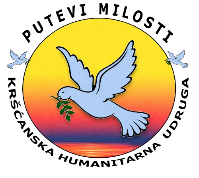 PUTEVI MILOSTI
KRŠĆANSKA HUMANITARNA UDRUGA